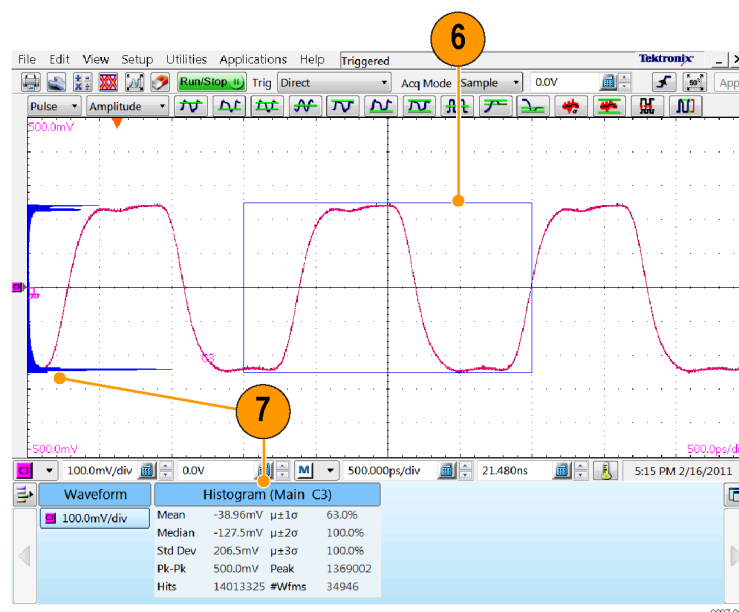 6
File Edit View Setup Utilities Applications Help Triggered Tektronix
Run/Stop Trig Direct Acq Mode Sample 0.0V 50Ω App
Pulse Amplitude
500.0mV
C3
-500.0mV 500.0ps/di
7
C3 100.0mV/div 0.0V M 500.000ps/div 21.480ns 5:15 PM 2/16/2011
Waveform Histogram (Main C3)
C3 100.0mV/div
Mean -38.96mV µ±1σ 63.0%
Median -127.5mV µ±2σ 100.0%
Std Dev 206.5mV µ±3σ 100.0%
Pk-Pk 500.0mV Peak 1369002
Hits 14013325 #Wfms 34946